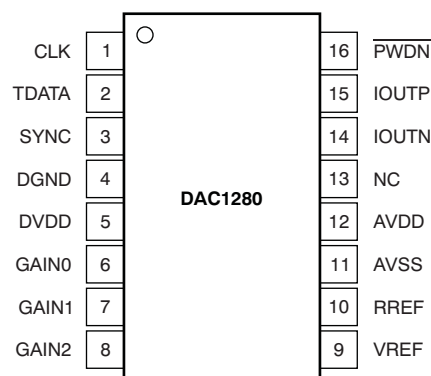 CLK 1 16 P̅W̅D̅N̅
TDATA 2 15 IOUTP
SYNC 3 14 IOUTN
DGND 4 13 NC
DAC1280
DVDD 5 12 AVDD
GAIN0 6 11 AVSS
GAIN1 7 10 RREF
GAIN2 8 9 VREF